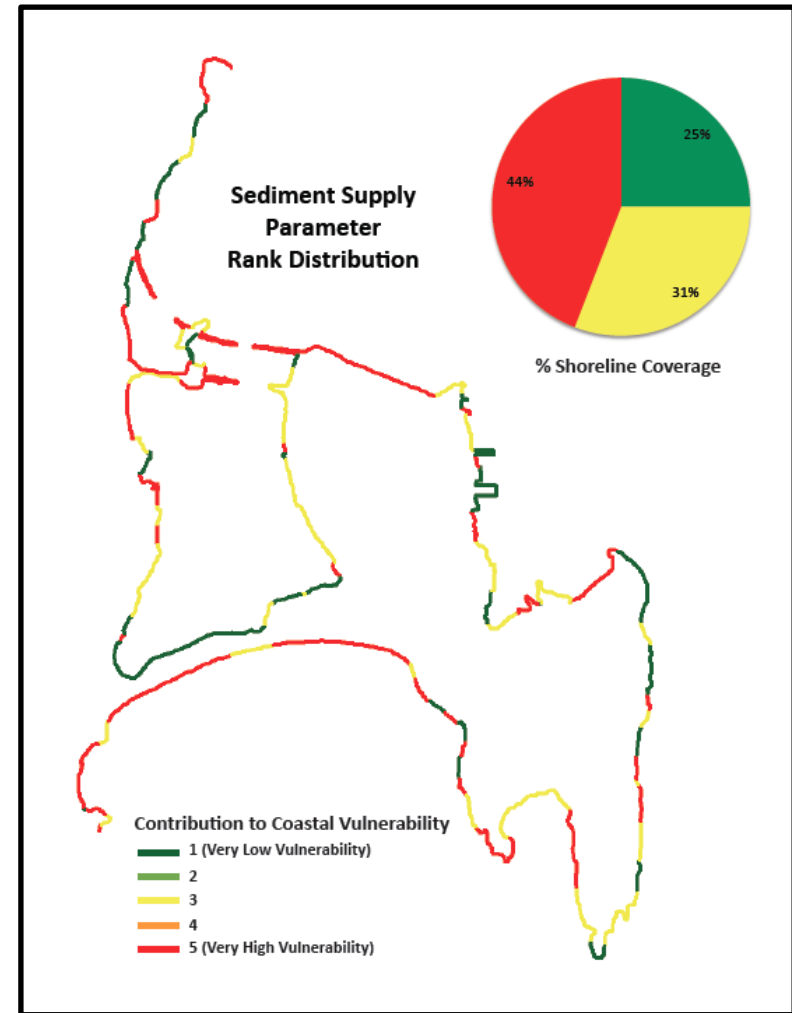 Sediment Supply
Parameter
Rank Distribution
25%
44%
31%
% Shoreline Coverage
Contribution to Coastal Vulnerability
1 (Very Low Vulnerability)
2
3
4
5 (Very High Vulnerability)